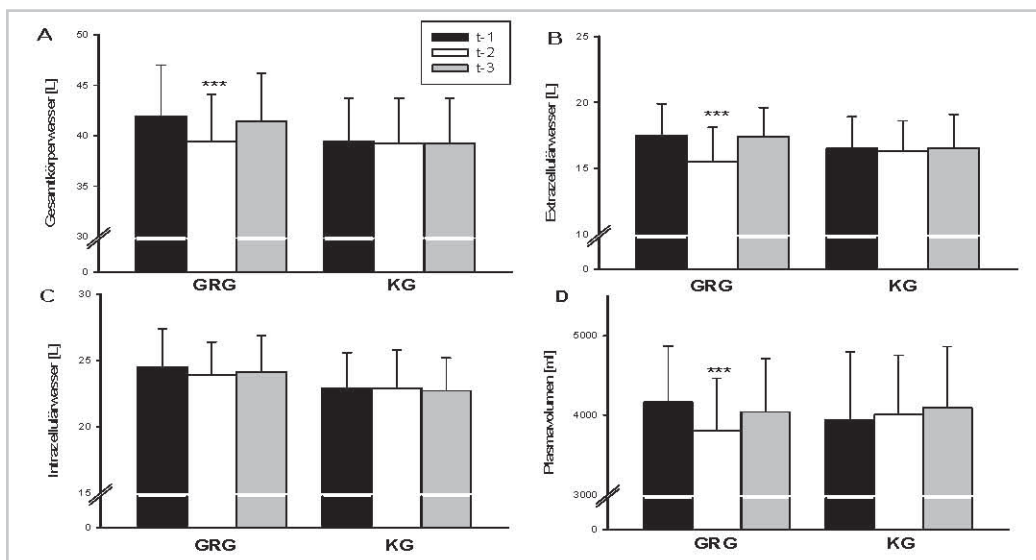 A
Gesamtkörperwasser [L]
50
45
40
35
30
0
***
GRG
KG
t-1
t-2
t-3
B
Extrazellulärwasser [L]
25
20
15
10
0
***
GRG
KG
C
Intrazellulärwasser [L]
30
25
20
15
0
GRG
KG
D
Plasmavolumen [ml]
5000
4000
3000
0
***
GRG
KG